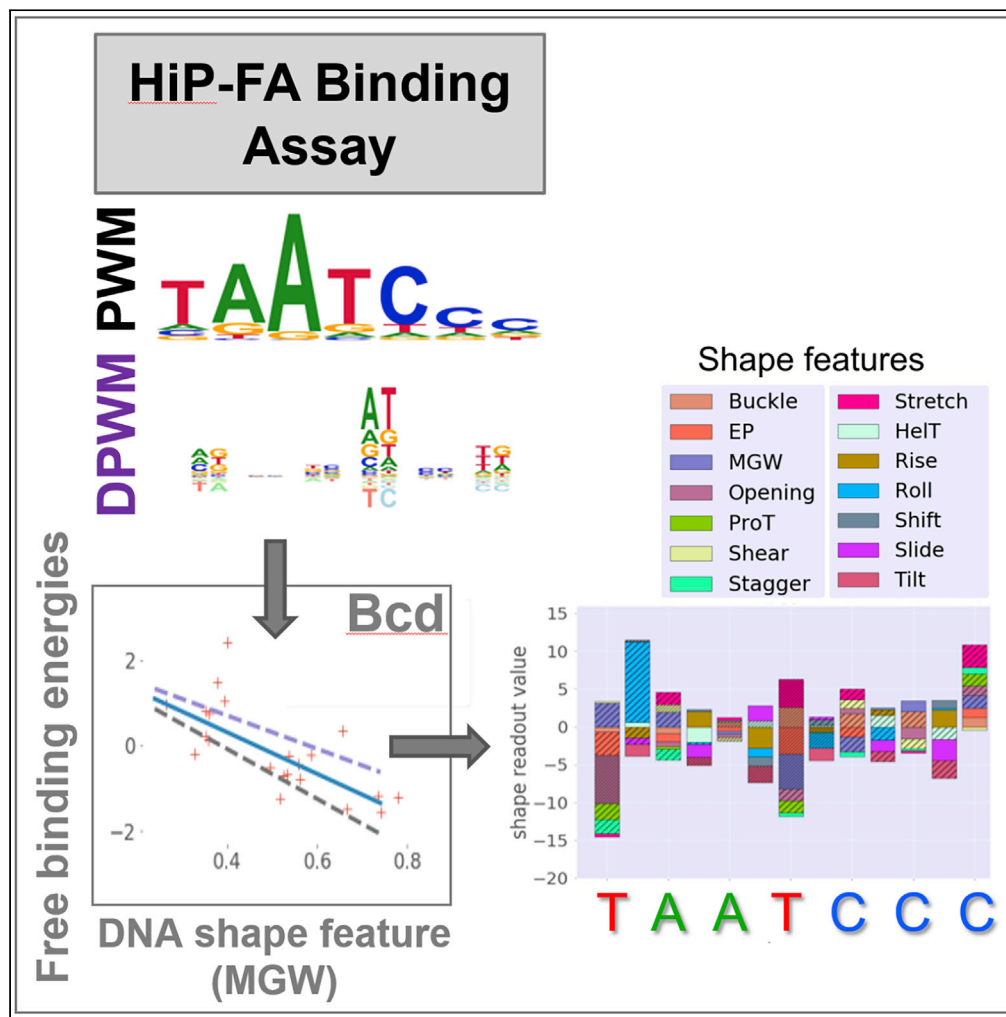 HiP-FA Binding
Assay
PWM
TAATCCC
DPWM
Shape features
Buckle
EP
MGW
Opening
ProT
Shear
Stagger
Stretch
HelT
Rise
Roll
Shift
Slide
Tilt
Free binding energies
Bcd
2
0
−2
0.4 0.6 0.8
DNA shape feature
(MGW)
shape readout value
15
10
5
0
−5
−10
−15
−20
T A A T C C C